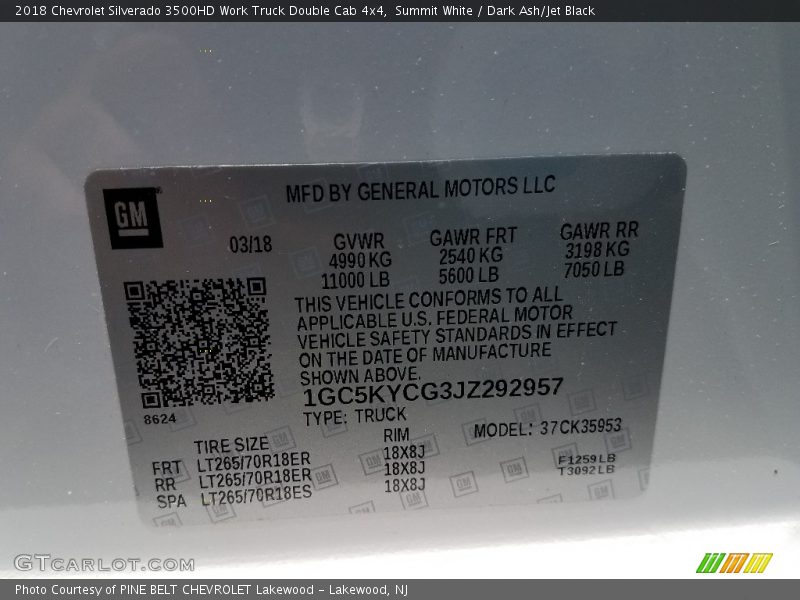 2018 Chevrolet Silverado 3500HD Work Truck Double Cab 4x4,  Summit White / Dark Ash/Jet Black
GM
MFD BY GENERAL MOTORS LLC
03/18
GVWR GAWR FRT GAWR RR
4990 KG 2540 KG 3198 KG
11000 LB 5600 LB 7050 LB
THIS VEHICLE CONFORMS TO ALL
APPLICABLE U.S. FEDERAL MOTOR
VEHICLE SAFETY STANDARDS IN EFFECT
ON THE DATE OF MANUFACTURE
SHOWN ABOVE.
1GC5KYCG3JZ292957
8624
TYPE: TRUCK
MODEL: 37CK35953
TIRE SIZE RIM
FRT LT265/70R18ER 18X8J
RR LT265/70R18ER 18X8J
SPA LT265/70R18ES 18X8J
F1259LB
T3092LB
GTCARLOT.COM
Photo Courtesy of PINE BELT CHEVROLET Lakewood - Lakewood, NJ